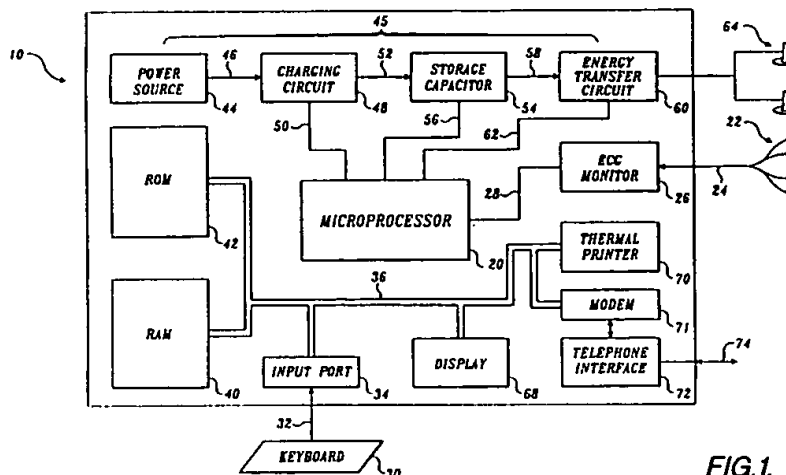 10
45
64
POWER SOURCE
44
46
CHARGING CIRCUIT
48
50
52
STORAGE CAPACITOR
54
56
58
ENERGY TRANSFER CIRCUIT
60
62
22
ROM
42
MICROPROCESSOR
20
28
ECG MONITOR
26
24
THERMAL PRINTER
70
36
MODEM
71
RAM
40
INPUT PORT
34
DISPLAY
68
TELEPHONE INTERFACE
72
74
32
KEYBOARD
30
FIG.1.